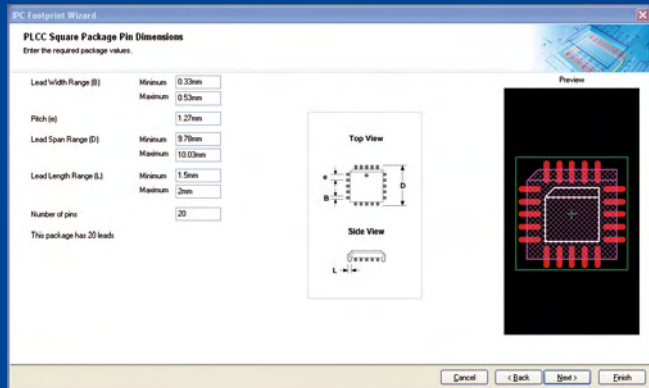 IPC Footprint Wizard
PLCC Square Package Pin Dimensions
Enter the required package values.
Preview
Lead Width Range (B) Minimum 0.33mm
Maximum 0.53mm
Pitch (e) 1.27mm
Lead Span Range (D) Minimum 9.78mm
Maximum 10.03mm
Lead Length Range (L) Minimum 1.5mm
Maximum 2mm
Number of pins 20
This package has 20 leads
Top View
e
D
B
Side View
L
Cancel < Back Next > Finish